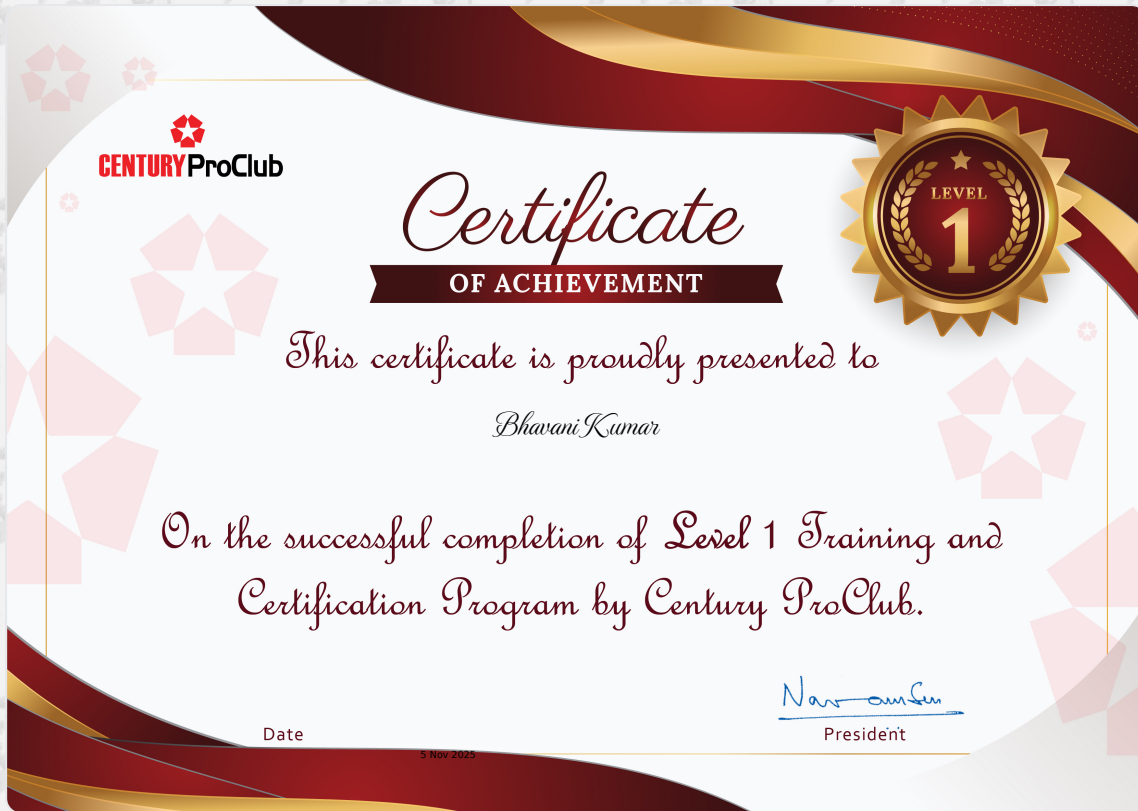 CENTURY ProClub
LEVEL
1
Certificate
OF ACHIEVEMENT
This certificate is proudly presented to
Bhavani Kumar
On the successful completion of Level 1 Training and
Certification Program by Century ProClub.
Date
President
5 Nov 2025